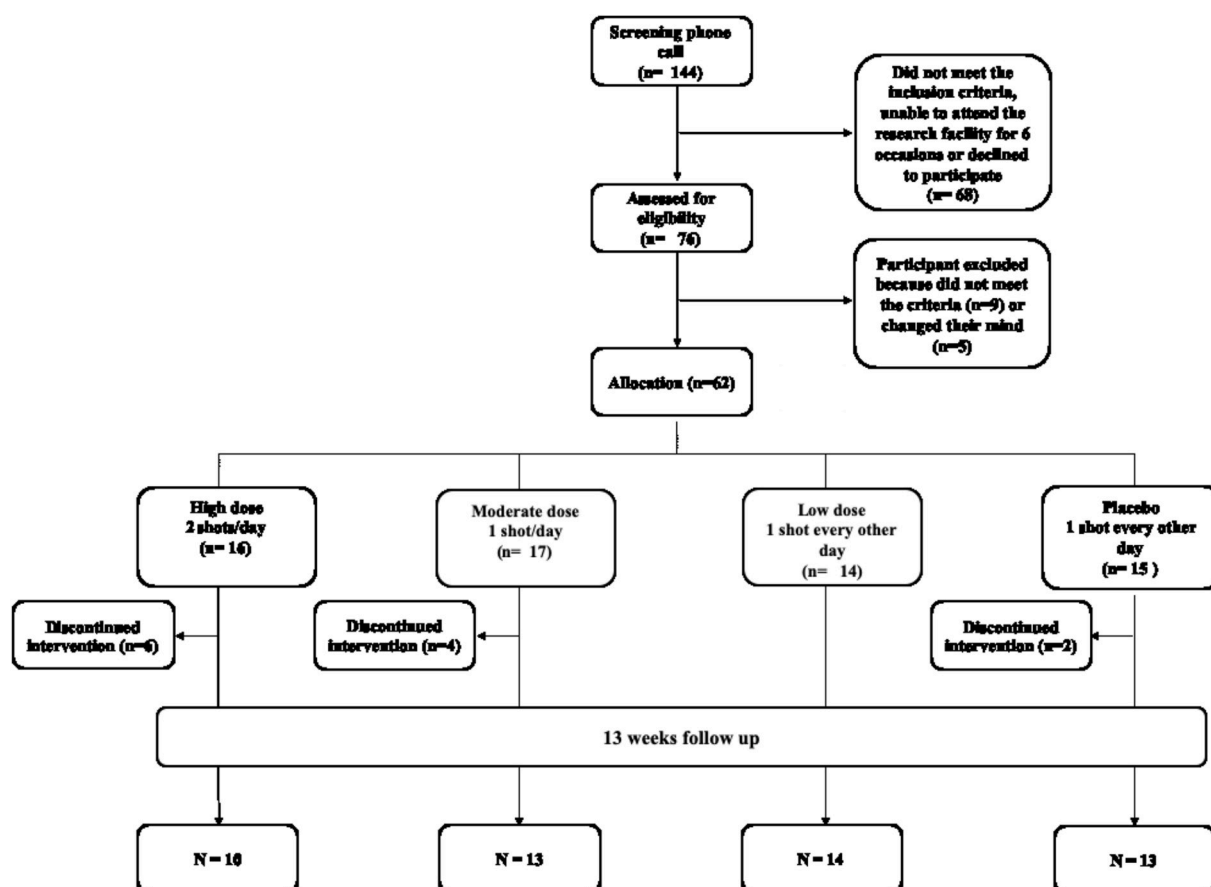 Screening phone
call
(n= 144)
Did not meet the
inclusion criteria,
unable to attend the
research facility for 6
occasions or declined
to participate
(n= 68)
Assessed for
eligibility
(n= 76)
Participant excluded
because did not meet
the criteria (n=9) or
changed their mind
(n=5)
Allocation (n=62)
High dose
2 shots/day
(n= 16)
Moderate dose
1 shot/day
(n= 17)
Low dose
1 shot every other
day
(n= 14)
Placebo
1 shot every other
day
(n= 15 )
Discontinued
intervention (n=6)
Discontinued
intervention (n=4)
Discontinued
intervention (n=2)
13 weeks follow up
N = 10
N = 13
N = 14
N = 13